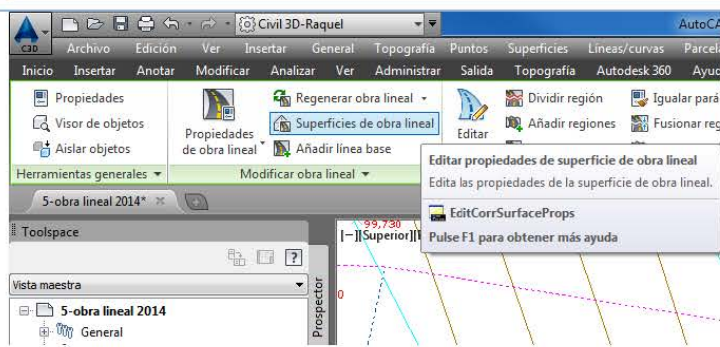 Civil 3D-Raquel
AutoCA
C3D
Archivo Edición Ver Insertar General Topografía Puntos Superficies Líneas/curvas Parcela
Inicio Insertar Anotar Modificar Analizar Ver Administrar Salida Topografía Autodesk 360 Ayud
Propiedades
Visor de objetos
Aislar objetos
Herramientas generales
Propiedades
de obra lineal
Regenerar obra lineal
Superficies de obra lineal
Añadir línea base
Modificar obra lineal
Editar
Dividir región
Añadir regiones
Igualar pará
Fusionar reg
Editar propiedades de superficie de obra lineal
Edita las propiedades de la superficie de obra lineal.
EditCorrSurfaceProps
Pulse F1 para obtener más ayuda
5-obra lineal 2014*
Toolspace
Vista maestra
5-obra lineal 2014
General
Prospector
99,730
[−][Superior]
0